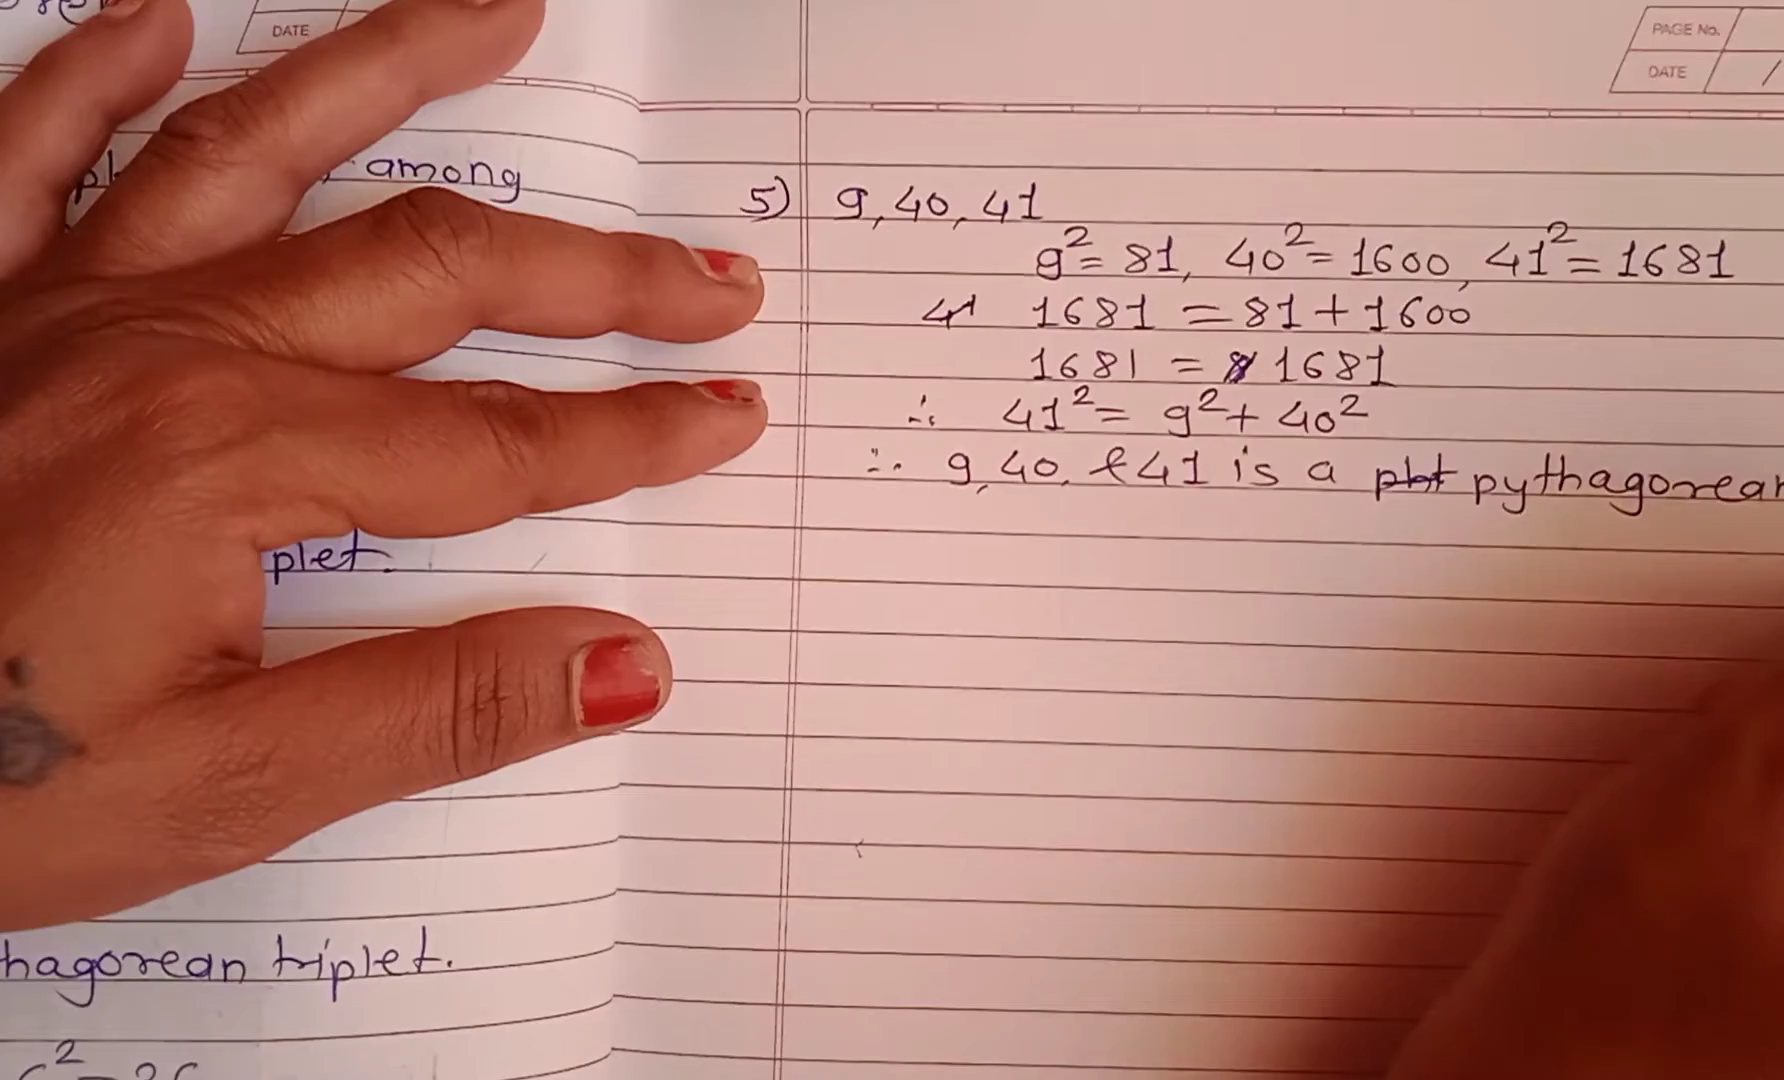 DATE
among
plet.
hagorean triplet.
PAGE No.
DATE /
5) 9, 40, 41
9² = 81, 40² = 1600, 41² = 1681
1681 = 81 + 1600
1681 = 1681
∴ 41² = 9² + 40²
∴ 9, 40, & 41 is a pht pythagorean